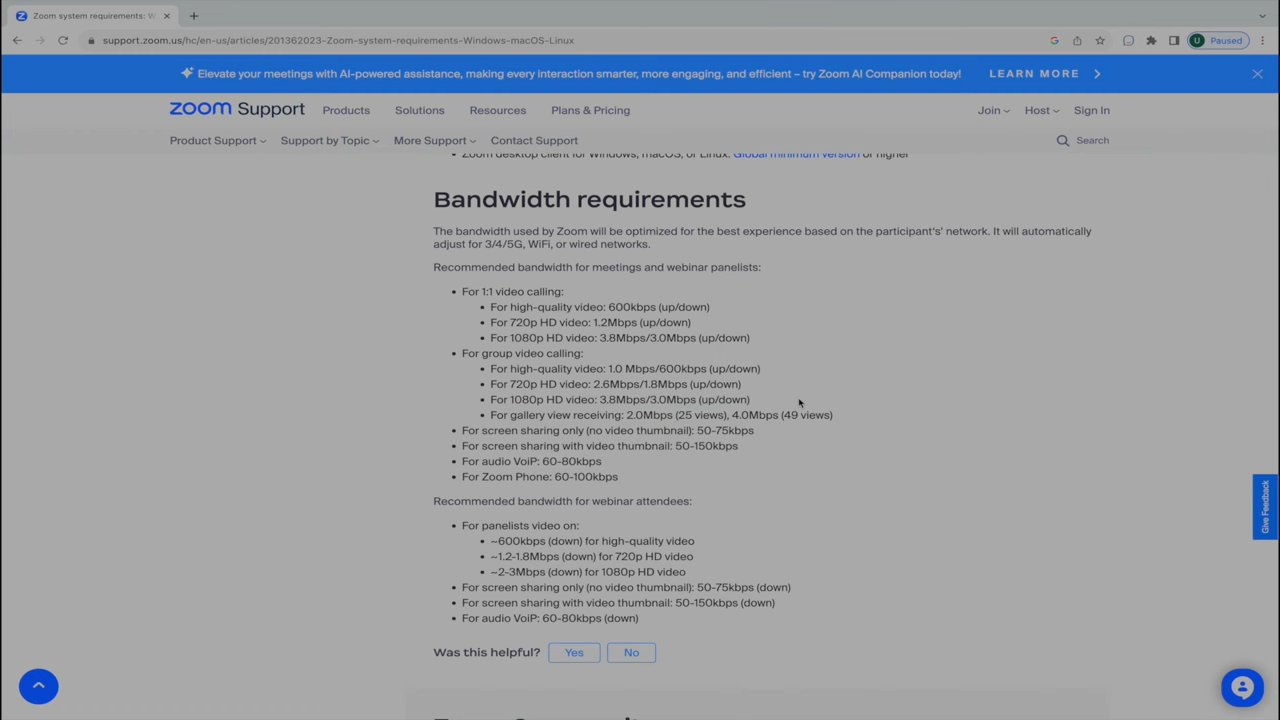 Zoom system requirements: W
support.zoom.us/hc/en-us/articles/201362023-Zoom-system-requirements-Windows-macOS-Linux
U Paused
Elevate your meetings with AI-powered assistance, making every interaction smarter, more engaging, and efficient – try Zoom AI Companion today! LEARN MORE
zoom Support Products Solutions Resources Plans & Pricing Join Host Sign In
Product Support Support by Topic More Support Contact Support Search
• Zoom desktop client for Windows, macOS, or Linux: Global minimum version or higher
Bandwidth requirements
The bandwidth used by Zoom will be optimized for the best experience based on the participant's' network. It will automatically
adjust for 3/4/5G, WiFi, or wired networks.
Recommended bandwidth for meetings and webinar panelists:
• For 1:1 video calling:
• For high-quality video: 600kbps (up/down)
• For 720p HD video: 1.2Mbps (up/down)
• For 1080p HD video: 3.8Mbps/3.0Mbps (up/down)
• For group video calling:
• For high-quality video: 1.0 Mbps/600kbps (up/down)
• For 720p HD video: 2.6Mbps/1.8Mbps (up/down)
• For 1080p HD video: 3.8Mbps/3.0Mbps (up/down)
• For gallery view receiving: 2.0Mbps (25 views), 4.0Mbps (49 views)
• For screen sharing only (no video thumbnail): 50-75kbps
• For screen sharing with video thumbnail: 50-150kbps
• For audio VoiP: 60-80kbps
• For Zoom Phone: 60-100kbps
Recommended bandwidth for webinar attendees:
• For panelists video on:
• ~600kbps (down) for high-quality video
• ~1.2-1.8Mbps (down) for 720p HD video
• ~2-3Mbps (down) for 1080p HD video
• For screen sharing only (no video thumbnail): 50-75kbps (down)
• For screen sharing with video thumbnail: 50-150kbps (down)
• For audio VoiP: 60-80kbps (down)
Was this helpful? Yes No
Give Feedback